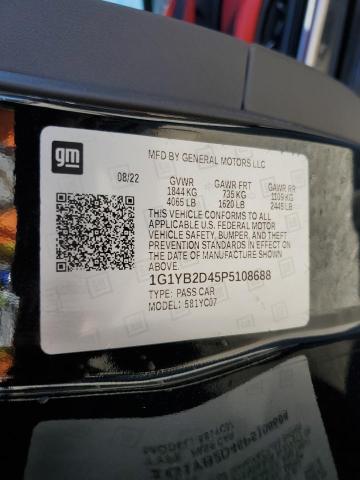 gm
MFD BY GENERAL MOTORS LLC
08/22 GVWR GAWR FRT GAWR RR
1844 KG 735 KG 1109 KG
4065 LB 1620 LB 2445 LB
THIS VEHICLE CONFORMS TO ALL
APPLICABLE U.S. FEDERAL MOTOR
VEHICLE SAFETY, BUMPER, AND THEFT
PREVENTION STANDARDS IN EFFECT ON
THE DATE OF MANUFACTURE SHOWN ABOVE.
1G1YB2D45P5108688
TYPE: PASS CAR
MODEL: 581YC07